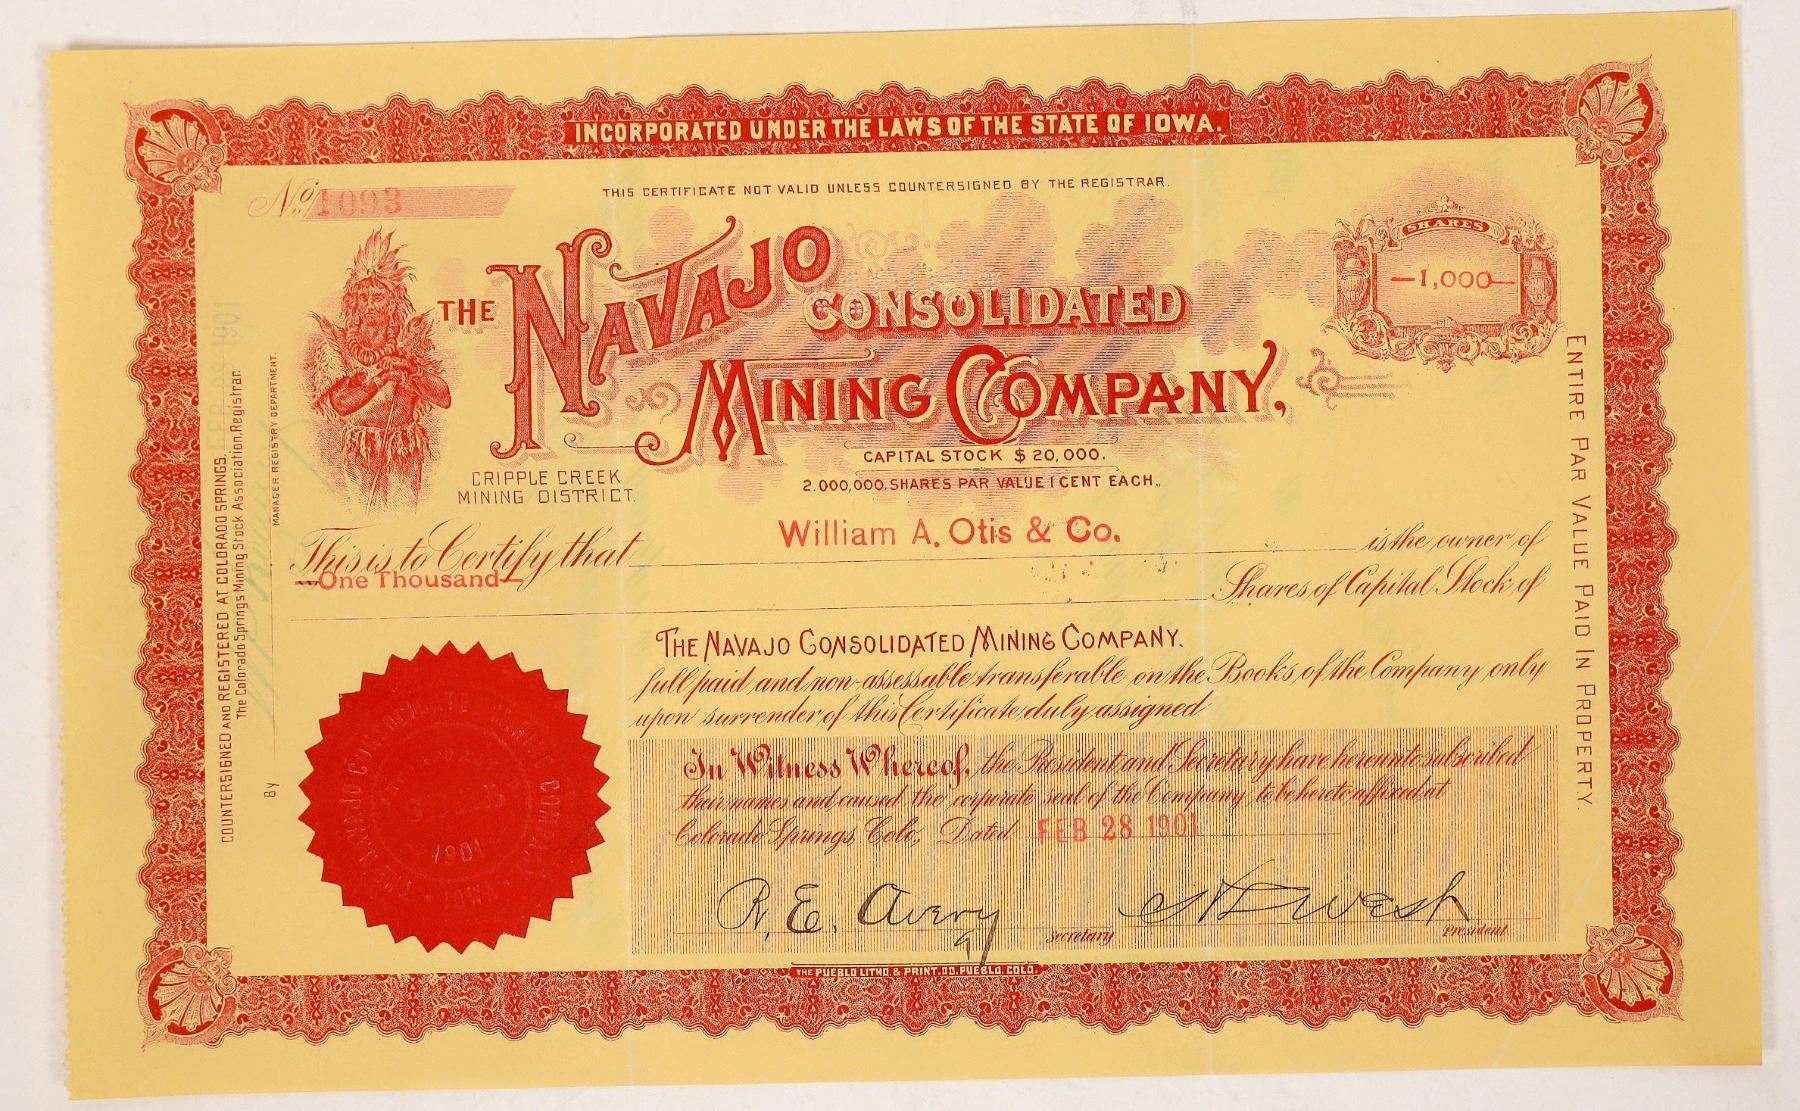 INCORPORATED UNDER THE LAWS OF THE STATE OF IOWA.
THIS CERTIFICATE NOT VALID UNLESS COUNTERSIGNED BY THE REGISTRAR.
No. 1093
SHARES
—1,000—
THE NAVAJO
CONSOLIDATED
MINING COMPANY,
CRIPPLE CREEK
MINING DISTRICT.
CAPITAL STOCK $20,000.
2,000,000. SHARES PAR VALUE 1 CENT EACH.
This is to Certify that William A. Otis & Co. is the owner of
—One Thousand— Shares of Capital Stock of
THE NAVAJO CONSOLIDATED MINING COMPANY.
full paid and non-assessable transferable on the Books of the Company only
upon surrender of this Certificate duly assigned
In Witness Whereof, the President and Secretary have hereunto subscribed
their names and caused the corporate seal of the Company to be hereto affixed at
Colorado Springs, Colo., Dated FEB 28 1901
R. E. Avery
Secretary
West
President
THE PUEBLO LITHO. & PRINT. CO. PUEBLO, COLO.
COUNTERSIGNED AND REGISTERED AT COLORADO SPRINGS, FEB 28 1901
The Colorado Springs Mining Stock Association, Registrar.
By
MANAGER REGISTRY DEPARTMENT.
ENTIRE PAR VALUE PAID IN PROPERTY.
1901
IOWA